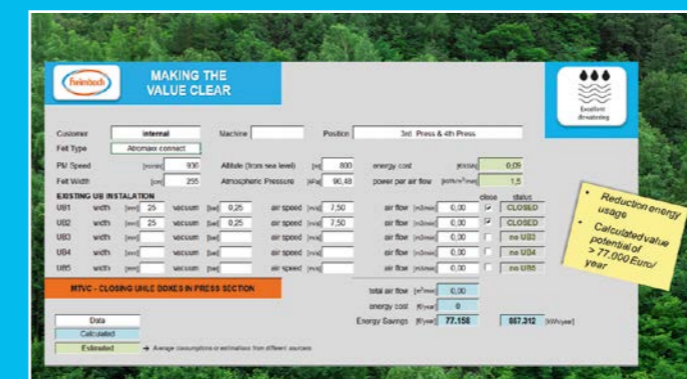 Heimbach
MAKING THE
VALUE CLEAR
Excellent
dewatering
Customer internal Machine Position 3rd Press & 4th Press
Felt Type Atromaxx connect
PM Speed [m/min] 936 Altitude (from sea level) [m] 800 energy cost [€/kWh] 0,09
Felt Width [cm] 255 Atmospheric Pressure [kPa] 90,48 power per air flow [kWh/m³/min] 1,5
EXISTING UB INSTALATION close status
UB1 width [mm] 25 vacuum [bar] 0,25 air speed [m/s] 7,50 air flow [m3/min] 0,00 CLOSED
UB2 width [mm] 25 vacuum [bar] 0,25 air speed [m/s] 7,50 air flow [m3/min] 0,00 CLOSED
UB3 width [mm] vacuum [bar] air speed [m/s] air flow [m3/min] 0,00 no UB3
UB4 width [mm] vacuum [bar] air speed [m/s] air flow [m3/min] 0,00 no UB4
UB5 width [mm] vacuum [bar] air speed [m/s] air flow [m3/min] 0,00 no UB5
• Reduction energy
usage
• Calculated value
potential of
> 77.000 Euro/
year
MTVC - CLOSING UHLE BOXES IN PRESS SECTION
total air flow [m³/min] 0,00
energy cost [€/year] 0
Energy Savings [€/year] 77.158 857.312 [kWh/year]
Data
Calculated
Estimated → Average consumptions or estimations from different sources